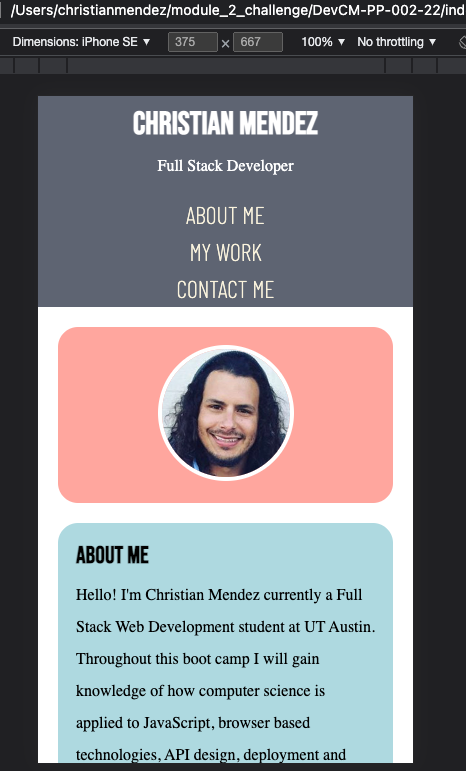 /Users/christianmendez/module_2_challenge/DevCM-PP-002-22/ind
Dimensions: iPhone SE ▼ 375 × 667 100% ▼ No throttling ▼
CHRISTIAN MENDEZ
Full Stack Developer
ABOUT ME
MY WORK
CONTACT ME
ABOUT ME
Hello! I'm Christian Mendez currently a Full
Stack Web Development student at UT Austin.
Throughout this boot camp I will gain
knowledge of how computer science is
applied to JavaScript, browser based
technologies, API design, deployment and